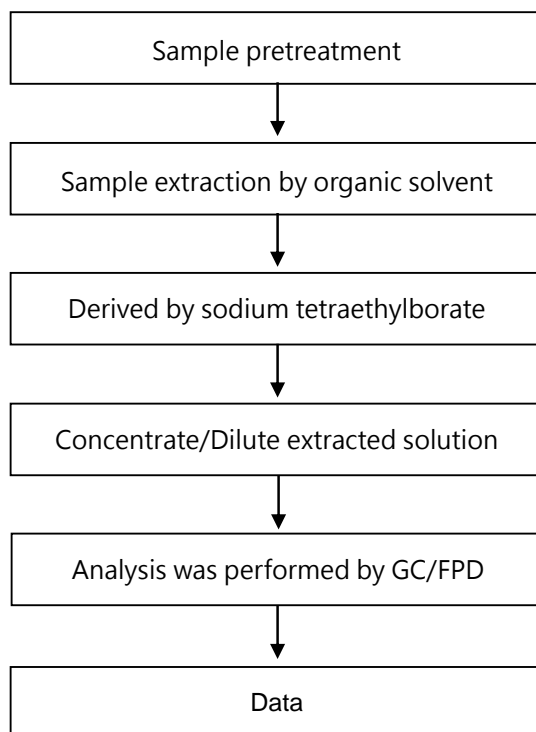 Sample pretreatment
Sample extraction by organic solvent
Derived by sodium tetraethylborate
Concentrate/Dilute extracted solution
Analysis was performed by GC/FPD
Data